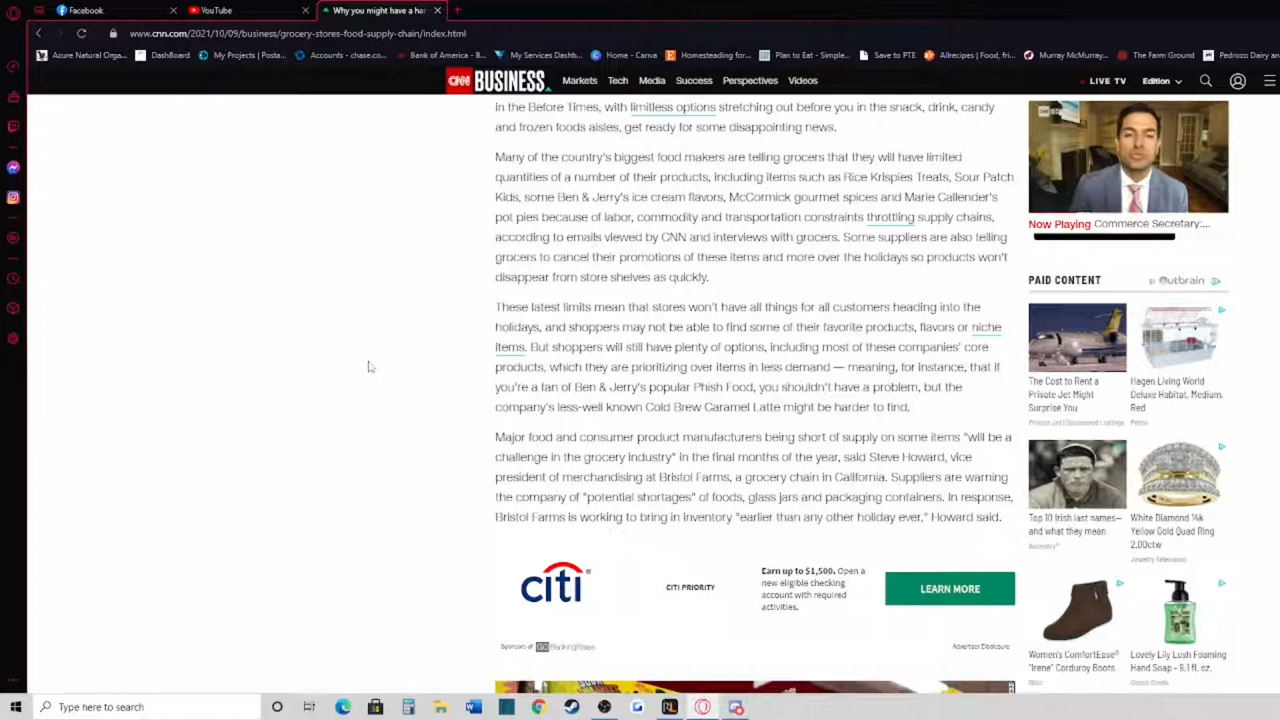 Facebook
YouTube
Why you might have a har
www.cnn.com/2021/10/09/business/grocery-stores-food-supply-chain/index.html
Azure Natural Orga...
DashBoard
My Projects | Posta...
Accounts - chase.co...
Bank of America - B...
My Services Dashb...
Home - Canva
Homesteading for...
Plan to Eat - Simple...
Save to PTE
Allrecipes | Food, fri...
Murray McMurray...
The Farm Ground
Pedrozo Dairy an
CNN BUSINESS
Markets
Tech
Media
Success
Perspectives
Videos
LIVE TV
Edition
in the Before Times, with limitless options stretching out before you in the snack, drink, candy
and frozen foods aisles, get ready for some disappointing news.
Many of the country's biggest food makers are telling grocers that they will have limited
quantities of a number of their products, including items such as Rice Krispies Treats, Sour Patch
Kids, some Ben & Jerry's ice cream flavors, McCormick gourmet spices and Marie Callender's
pot pies because of labor, commodity and transportation constraints throttling supply chains,
according to emails viewed by CNN and interviews with grocers. Some suppliers are also telling
grocers to cancel their promotions of these items and more over the holidays so products won't
disappear from store shelves as quickly.
These latest limits mean that stores won't have all things for all customers heading into the
holidays, and shoppers may not be able to find some of their favorite products, flavors or niche
items. But shoppers will still have plenty of options, including most of these companies' core
products, which they are prioritizing over items in less demand — meaning, for instance, that if
you're a fan of Ben & Jerry's popular Phish Food, you shouldn't have a problem, but the
company's less-well known Cold Brew Caramel Latte might be harder to find.
Major food and consumer product manufacturers being short of supply on some items "will be a
challenge in the grocery industry" in the final months of the year, said Steve Howard, vice
president of merchandising at Bristol Farms, a grocery chain in California. Suppliers are warning
the company of "potential shortages" of foods, glass jars and packaging containers. In response,
Bristol Farms is working to bring in inventory "earlier than any other holiday ever," Howard said.
citi
CITI PRIORITY
Earn up to $1,500. Open a
new eligible checking
account with required
activities.
LEARN MORE
Sponsors of
Advertiser Disclosure
Now Playing Commerce Secretary:...
PAID CONTENT
BY Outbrain
The Cost to Rent a
Private Jet Might
Surprise You
Private Jet | Sponsored Listings
Hagen Living World
Deluxe Habitat, Medium,
Red
Petco
Top 10 Irish last names—
and what they mean
Ancestry®
White Diamond 14k
Yellow Gold Quad Ring
2.00ctw
Jewelry Television
Women's ComfortEase®
"Irene" Corduroy Boots
Lovely Lily Lush Foaming
Hand Soap - 9.1 fl. oz.
Type here to search